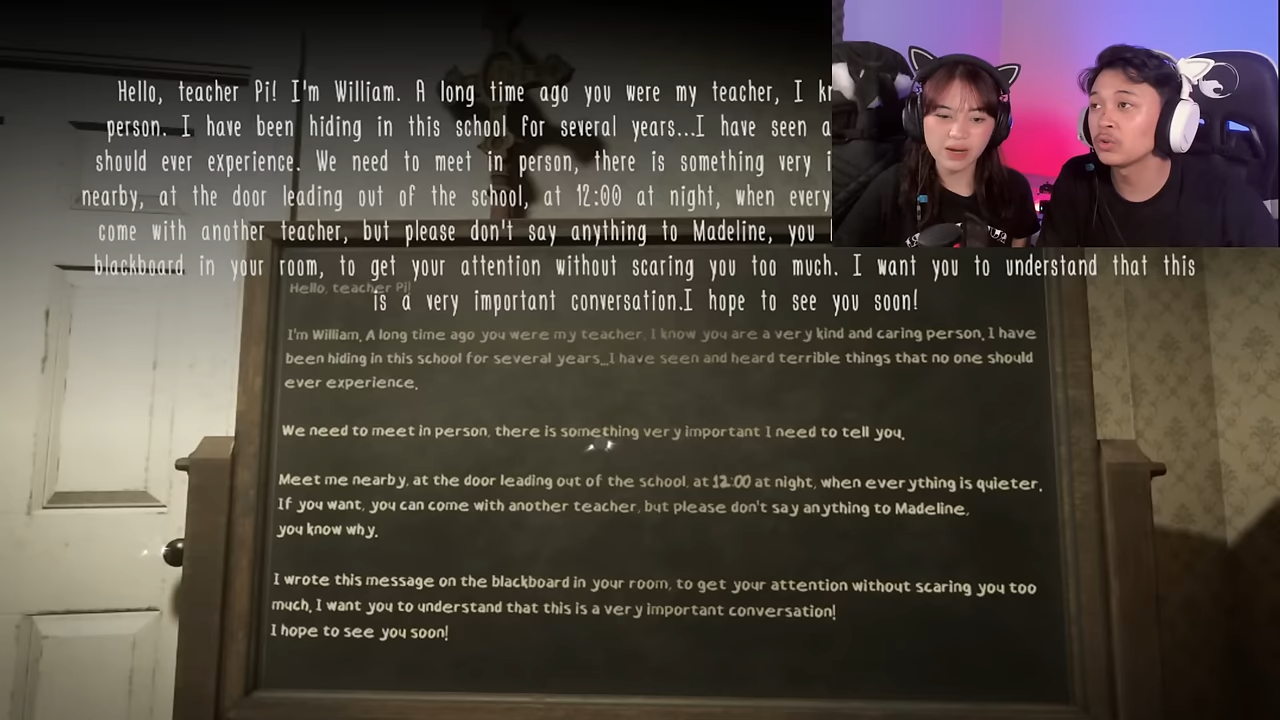 Hello, teacher Pi! I'm William. A long time ago you were my teacher, I
person. I have been hiding in this school for several years...I have seen
should ever experience. We need to meet in person, there is something very
nearby, at the door leading out of the school, at 12:00 at night, when
come with another teacher, but please don't say anything to Madeline, you
blackboard in your room, to get your attention without scaring you too much. I want you to understand that this
is a very important conversation.I hope to see you soon!
Hello, teacher Pi!
I'm William. A long time ago you were my teacher. I know you are a very kind and caring person. I have
been hiding in this school for several years...I have seen and heard terrible things that no one should
ever experience.
We need to meet in person, there is something very important I need to tell you.
Meet me nearby, at the door leading out of the school, at 12:00 at night, when everything is quieter.
If you want, you can come with another teacher, but please don't say anything to Madeline,
you know why.
I wrote this message on the blackboard in your room, to get your attention without scaring you too
much. I want you to understand that this is a very important conversation!
I hope to see you soon!